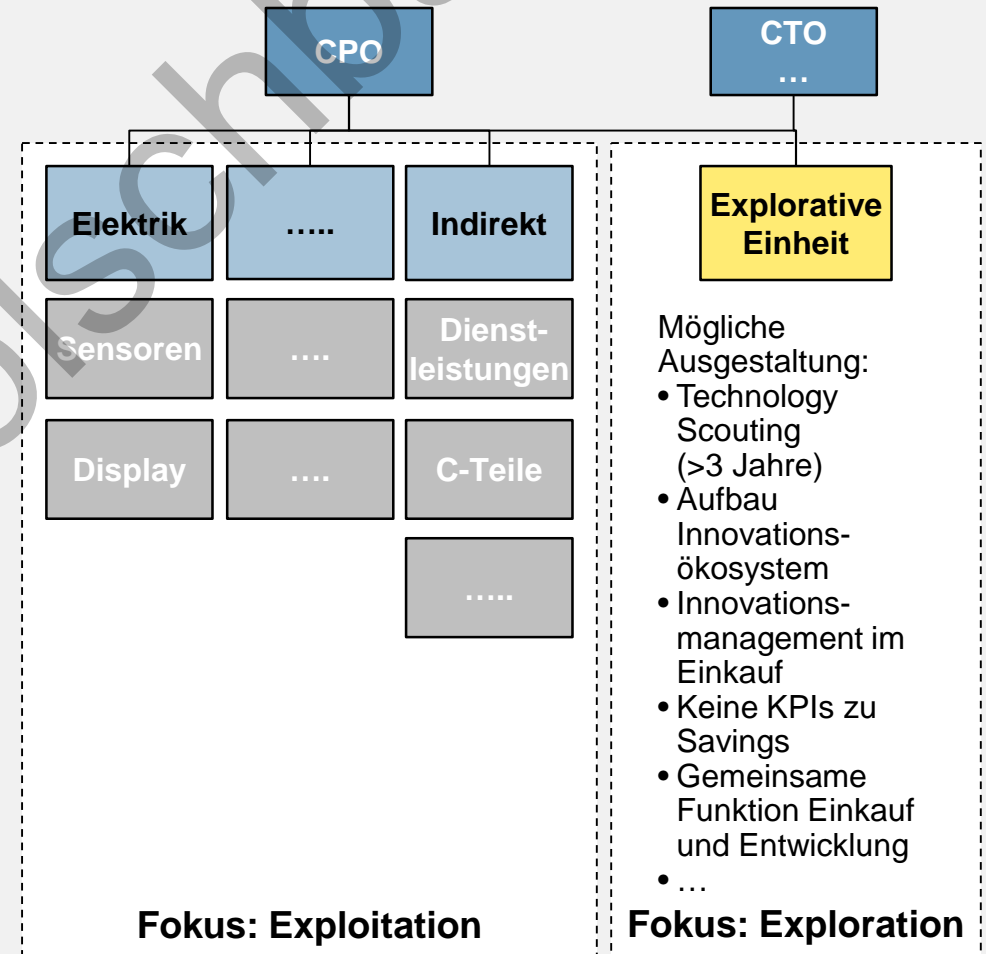 CPO
CTO
…
Elektrik
…..
Indirekt
Explorative
Einheit
Sensoren
….
Dienst-
leistungen
Display
….
C-Teile
…..
Mögliche
Ausgestaltung:
• Technology
Scouting
(>3 Jahre)
• Aufbau
Innovations-
ökosystem
• Innovations-
management im
Einkauf
• Keine KPIs zu
Savings
• Gemeinsame
Funktion Einkauf
und Entwicklung
• …
Fokus: Exploitation
Fokus: Exploration